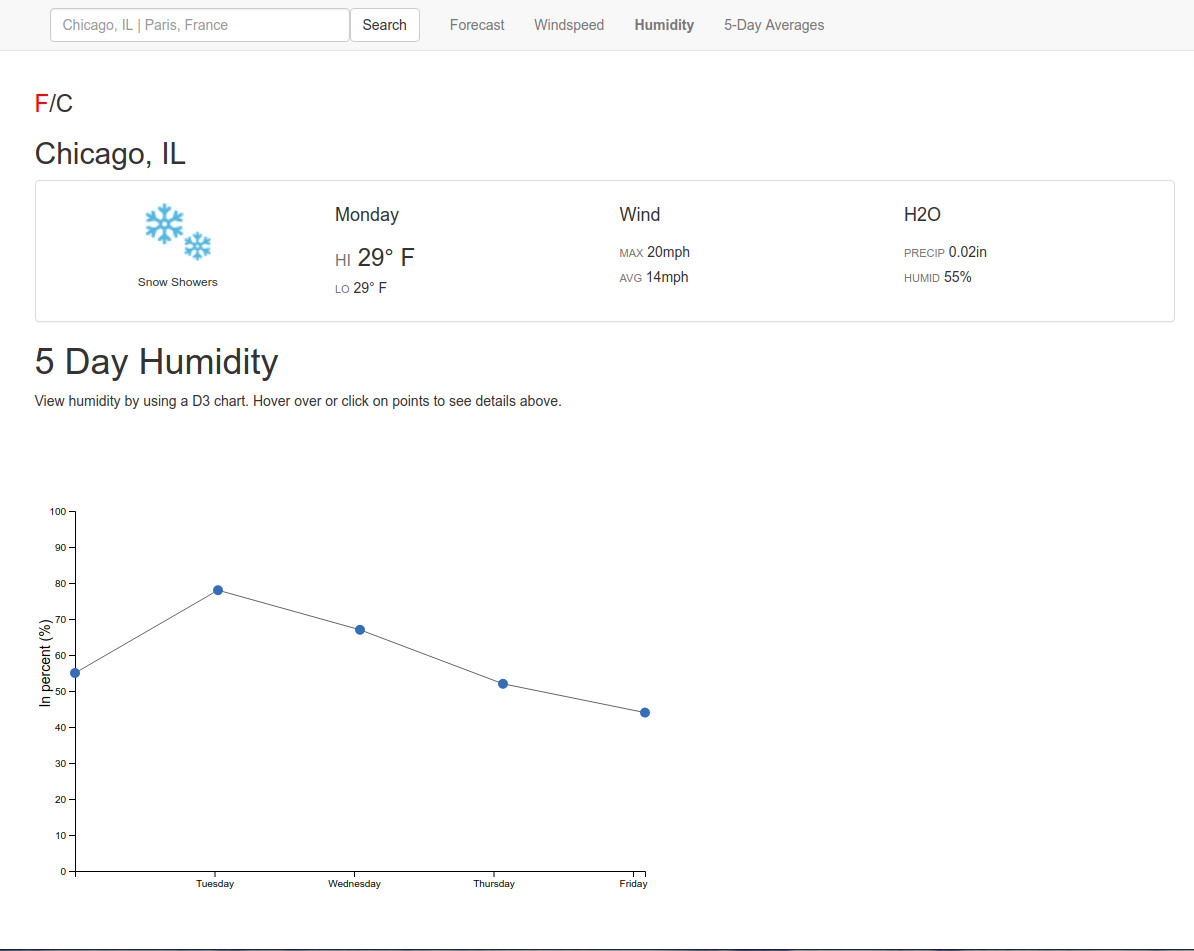 Chicago, IL | Paris, France Search Forecast Windspeed Humidity 5-Day Averages
F/C
Chicago, IL
Snow Showers
Monday
HI 29° F
LO 29° F
Wind
MAX 20mph
AVG 14mph
H2O
PRECIP 0.02in
HUMID 55%
5 Day Humidity
View humidity by using a D3 chart. Hover over or click on points to see details above.
In percent (%)
100
90
80
70
60
50
40
30
20
10
0
Tuesday Wednesday Thursday Friday